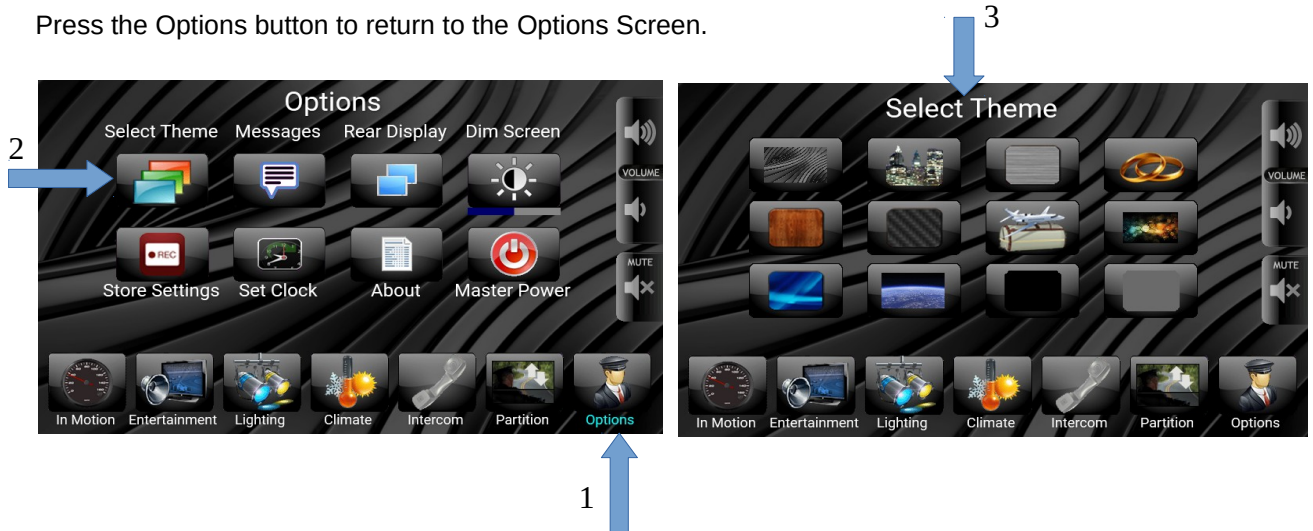 3
Press the Options button to return to the Options Screen.
Options
Select Theme Messages Rear Display Dim Screen
2
VOLUME
REC
MUTE
Store Settings Set Clock About Master Power
In Motion Entertainment Lighting Climate Intercom Partition Options
1
Select Theme
VOLUME
MUTE
In Motion Entertainment Lighting Climate Intercom Partition Options